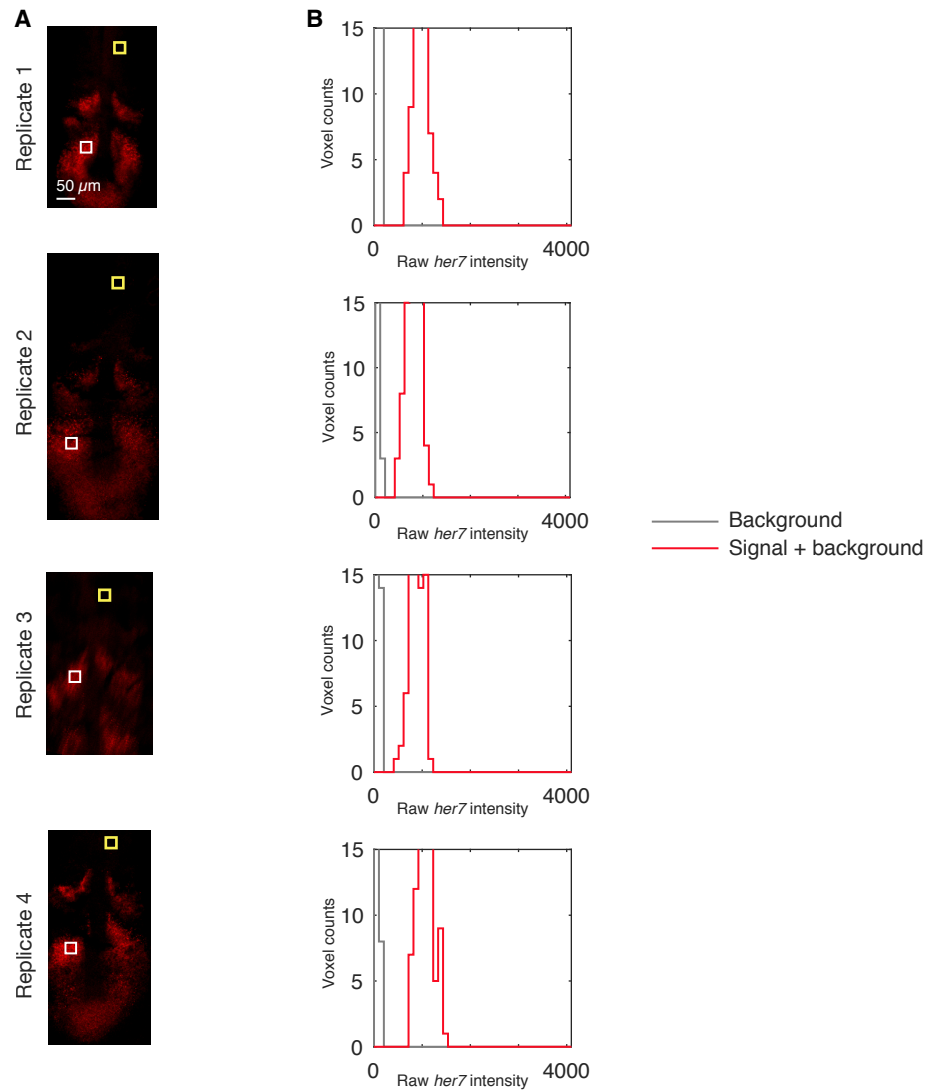 A
B
Replicate 1
50 μm
15
10
5
0
Voxel counts
0
4000
Raw her7 intensity
Replicate 2
15
10
5
0
Voxel counts
0
4000
Raw her7 intensity
Background
Signal + background
Replicate 3
15
10
5
0
Voxel counts
0
4000
Raw her7 intensity
Replicate 4
15
10
5
0
Voxel counts
0
4000
Raw her7 intensity